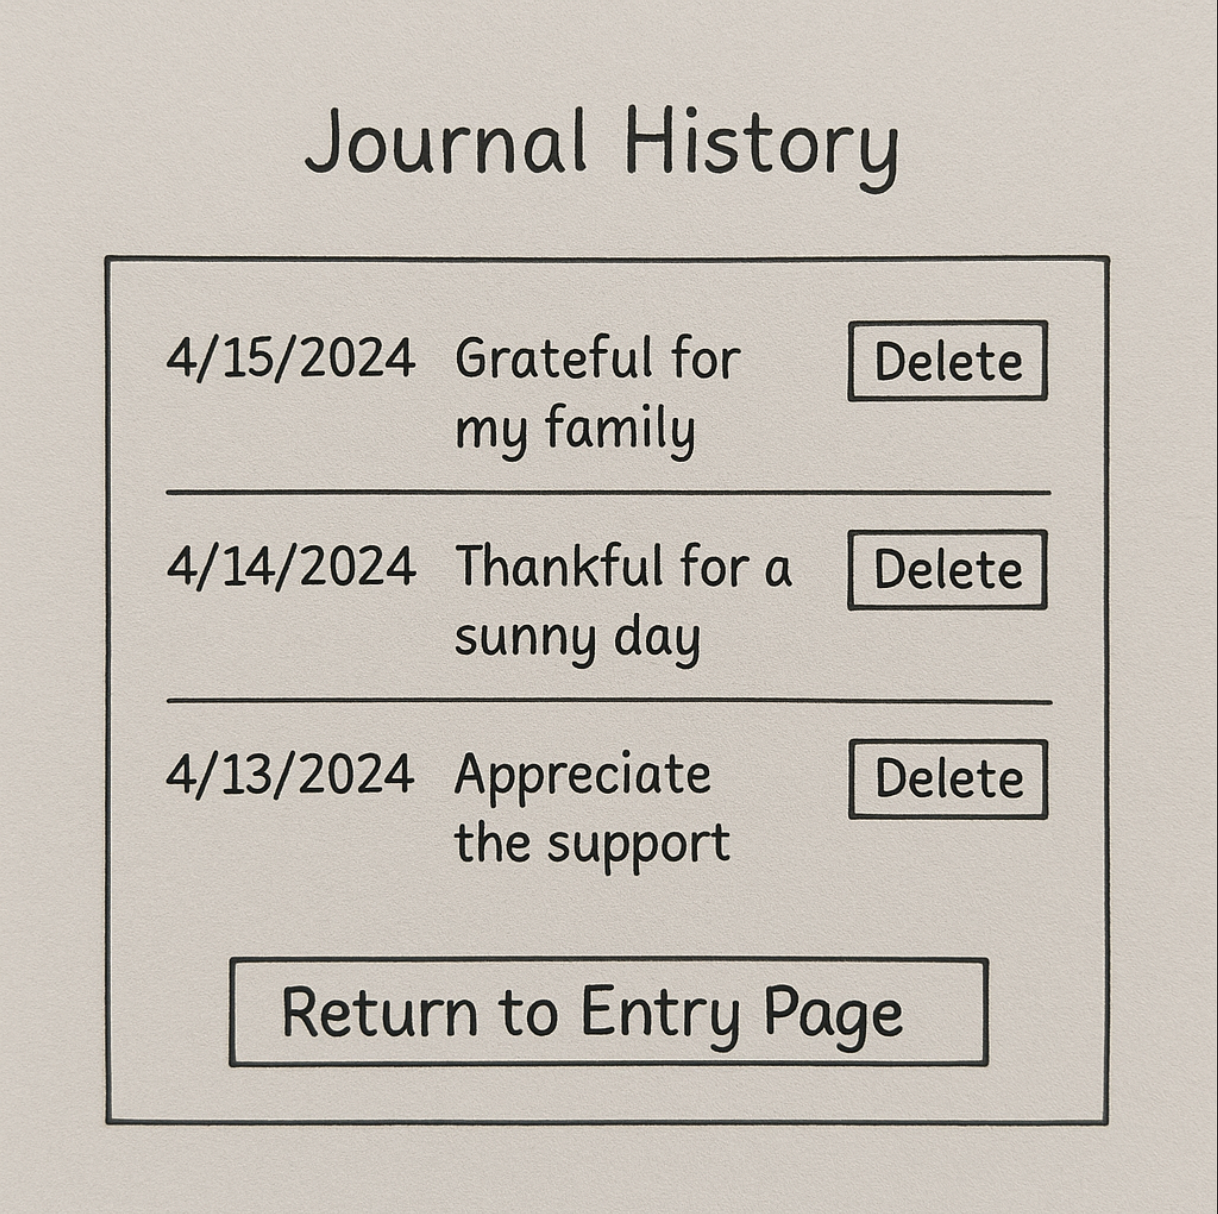 Journal History
4/15/2024 Grateful for Delete
my family
4/14/2024 Thankful for a Delete
sunny day
4/13/2024 Appreciate Delete
the support
Return to Entry Page